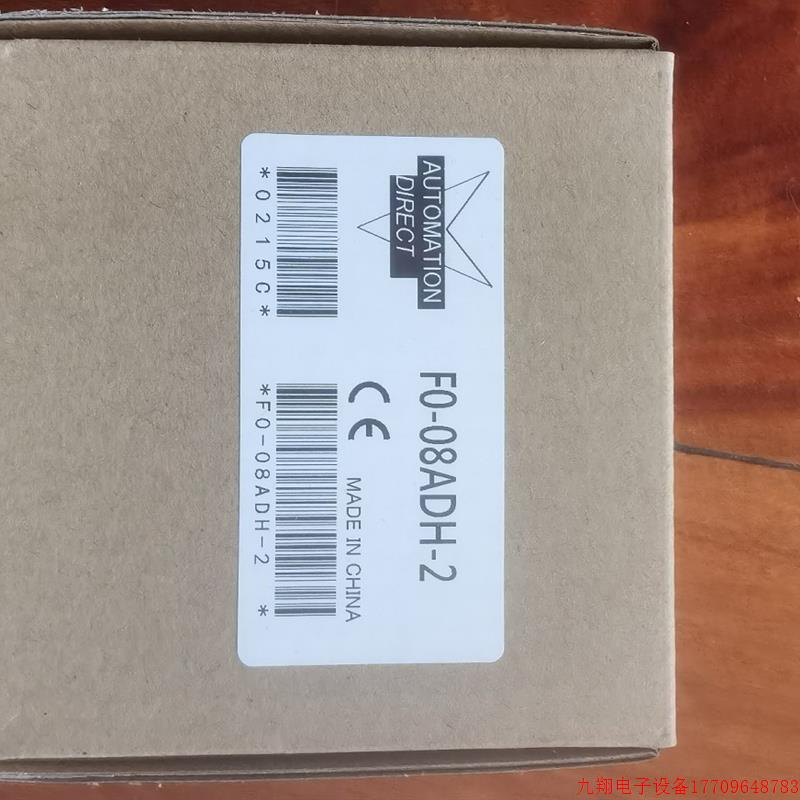 AUTOMATION
DIRECT
F0-08ADH-2
CE
MADE IN CHINA
*0215C*
*F0-08ADH-2 *
九翔电子设备17709648783